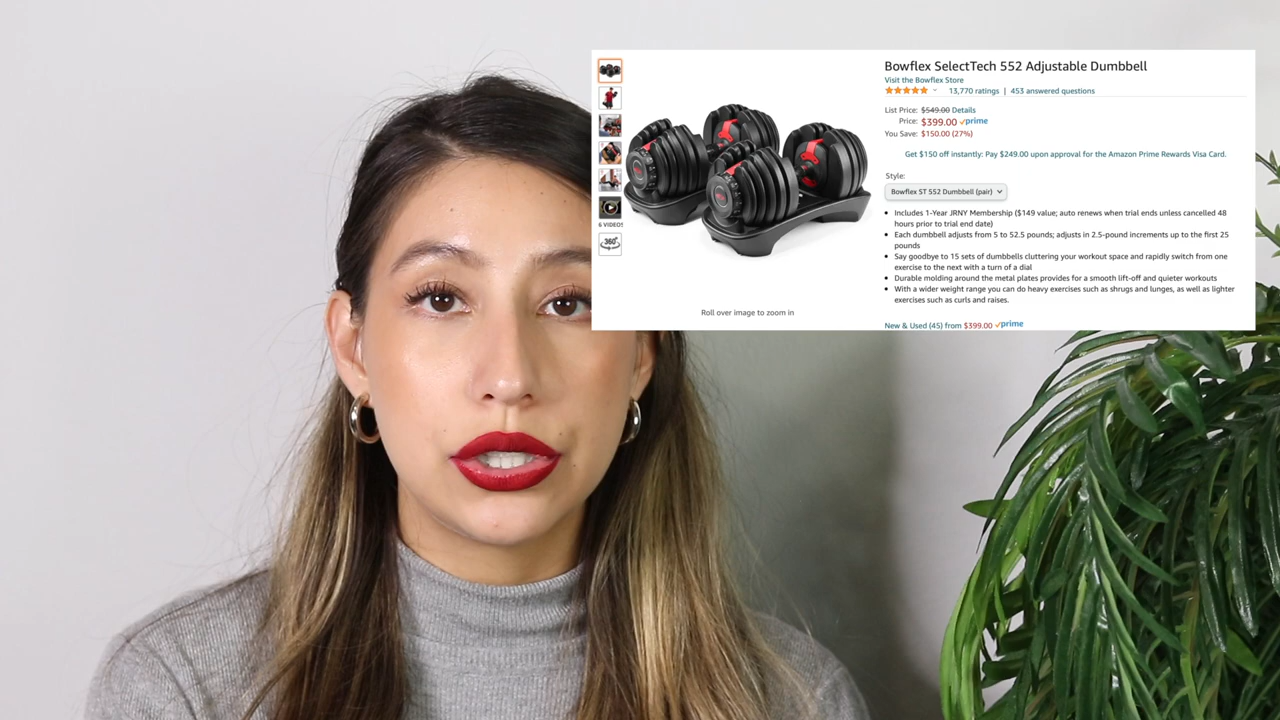 Bowflex SelectTech 552 Adjustable Dumbbell
Visit the Bowflex Store
13,770 ratings | 453 answered questions
List Price: $549.00 Details
Price: $399.00 prime
You Save: $150.00 (27%)
Get $150 off instantly: Pay $249.00 upon approval for the Amazon Prime Rewards Visa Card.
Style:
Bowflex ST 552 Dumbbell (pair)
Includes 1-Year JRNY Membership ($149 value; auto renews when trial ends unless cancelled 48
hours prior to trial end date)
Each dumbbell adjusts from 5 to 52.5 pounds; adjusts in 2.5-pound increments up to the first 25
pounds
Say goodbye to 15 sets of dumbbells cluttering your workout space and rapidly switch from one
exercise to the next with a turn of a dial
Durable molding around the metal plates provides for a smooth lift-off and quieter workouts
With a wider weight range you can do heavy exercises such as shrugs and lunges, as well as lighter
exercises such as curls and raises.
New & Used (45) from $399.00 prime
6 VIDEOS
360°
Roll over image to zoom in